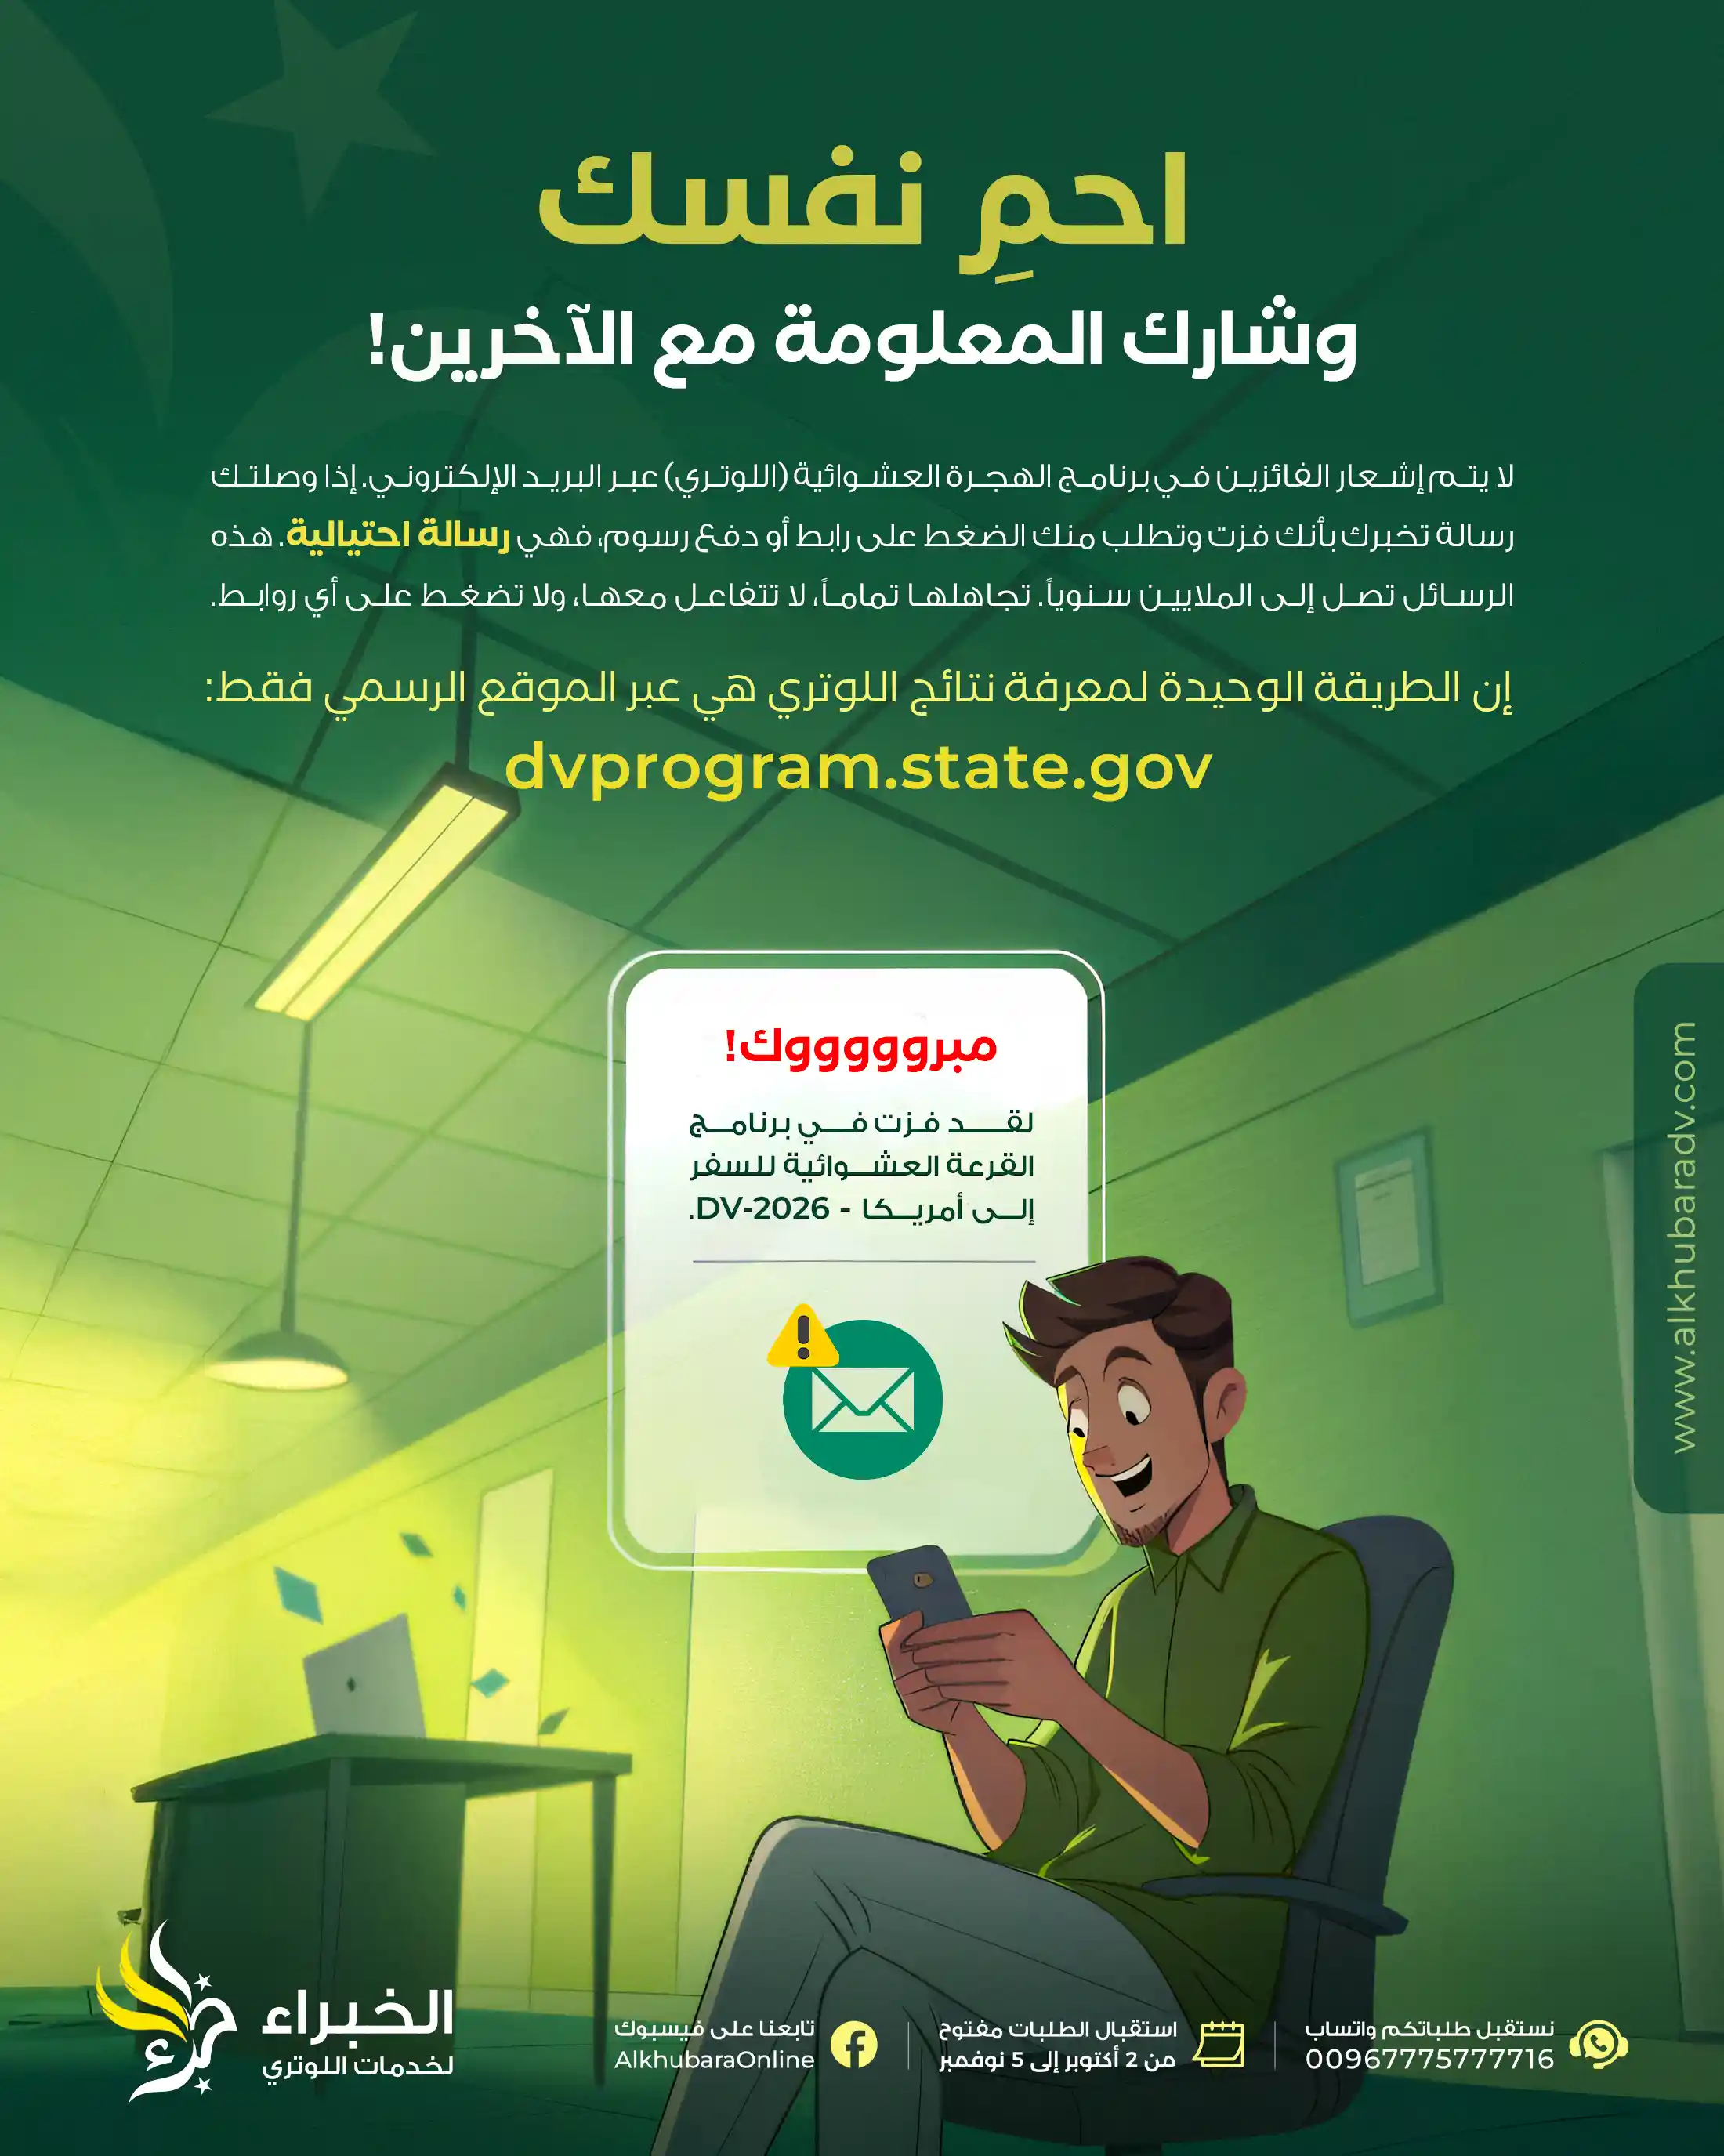 احمِ نفسك
وشارك المعلومة مع الآخرين!
لا يتم إشعار الفائزين في برنامج الهجرة العشوائية (اللوتري) عبر البريد الإلكتروني. إذا وصلتك
رسالة تخبرك بأنك فزت وتطلب منك الضغط على رابط أو دفع رسوم، فهي رسالة احتيالية. هذه
الرسائل تصل إلى الملايين سنوياً. تجاهلها تماماً، لا تتفاعل معها، ولا تضغط على أي روابط.
إن الطريقة الوحيدة لمعرفة نتائج اللوتري هي عبر الموقع الرسمي فقط:
dvprogram.state.gov
مبروووووك!
لقد فزت في برنامج
القرعة العشوائية للسفر
إلى أمريكا - DV-2026.
www.alkhubaradv.com
نستقبل طلباتكم واتساب
00967775777716
استقبال الطلبات مفتوح
من 2 أكتوبر إلى 5 نوفمبر
تابعنا على فيسبوك
AlkhubaraOnline
الخبراء
لخدمات اللوتري